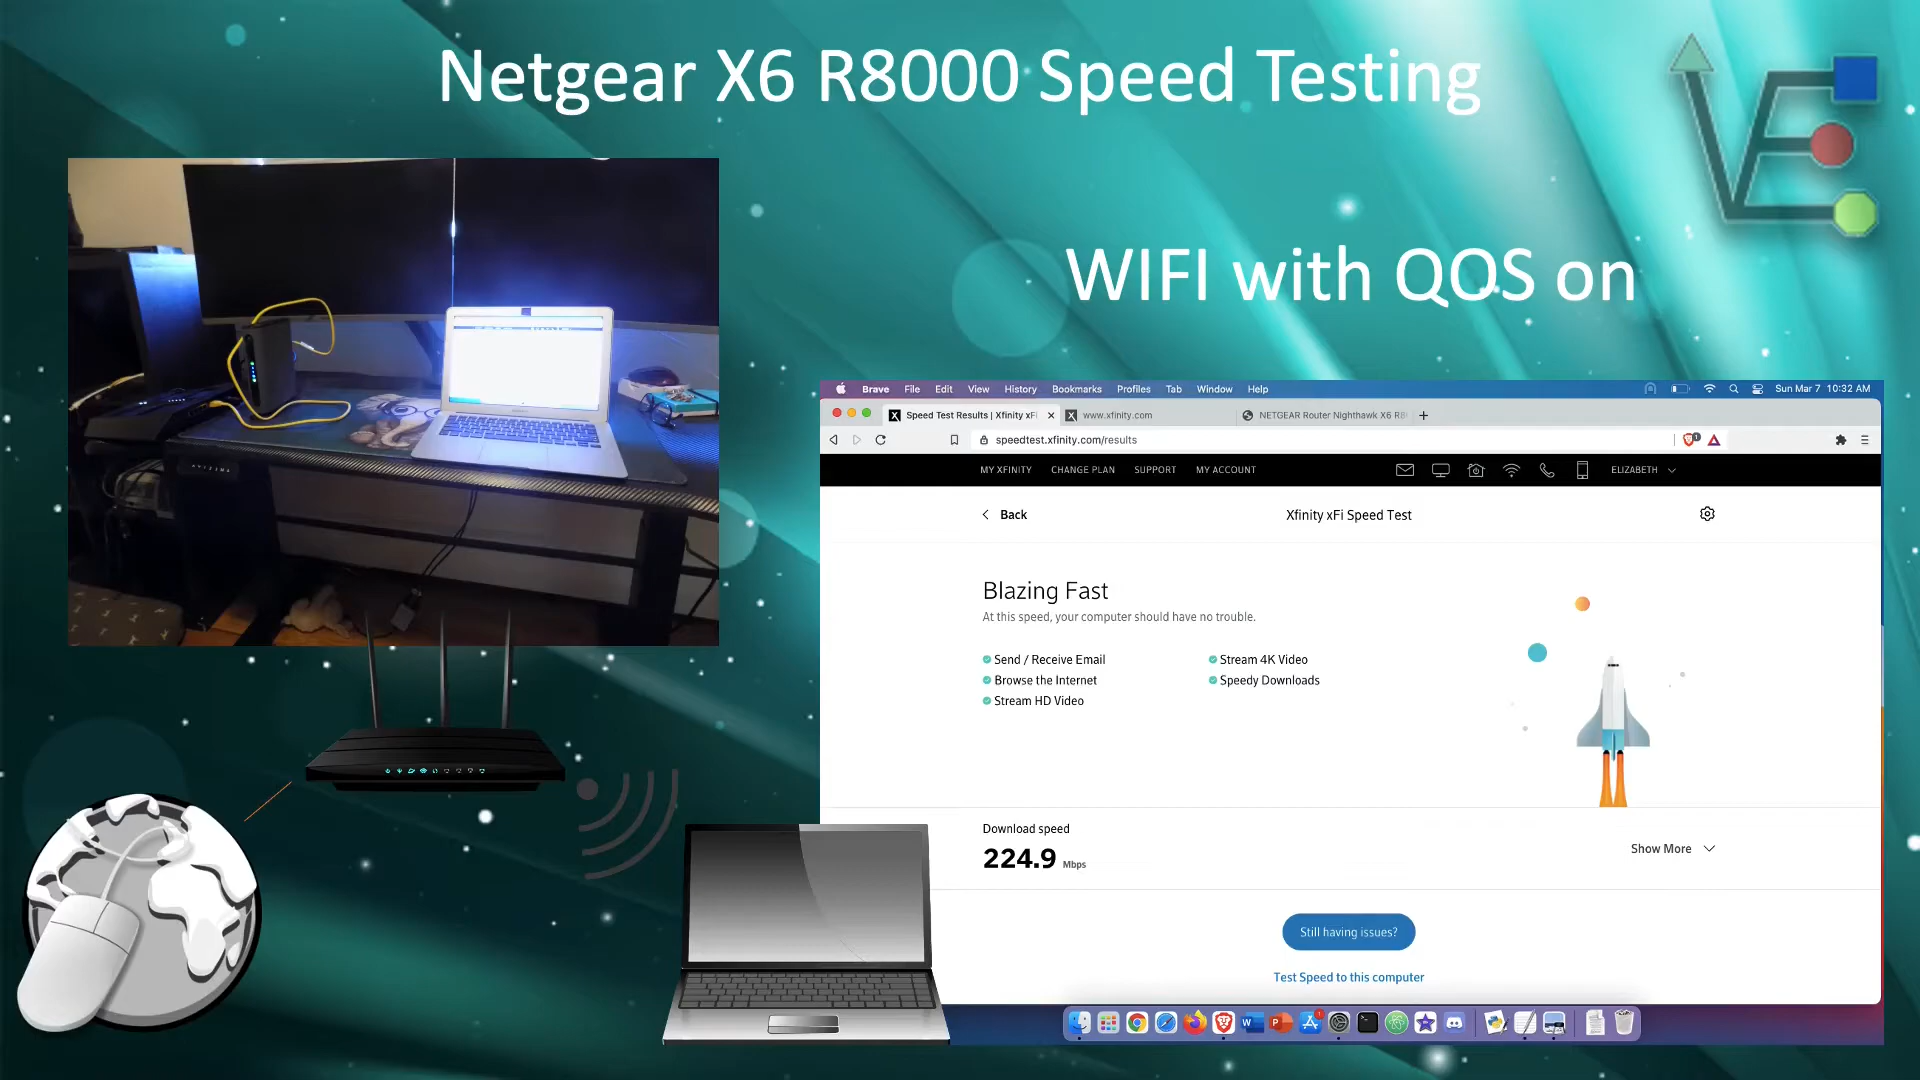 Netgear X6 R8000 Speed Testing
WIFI with QOS on
Brave File Edit View History Bookmarks Profiles Tab Window Help
Sun Mar 7 10:32 AM
Speed Test Results | Xfinity xFi
www.xfinity.com
NETGEAR Router Nighthawk X6 R8
speedtest.xfinity.com/results
MY XFINITY CHANGE PLAN SUPPORT MY ACCOUNT
ELIZABETH
Back
Xfinity xFi Speed Test
Blazing Fast
At this speed, your computer should have no trouble.
Send / Receive Email
Stream 4K Video
Browse the Internet
Speedy Downloads
Stream HD Video
Download speed
224.9 Mbps
Show More
Still having issues?
Test Speed to this computer